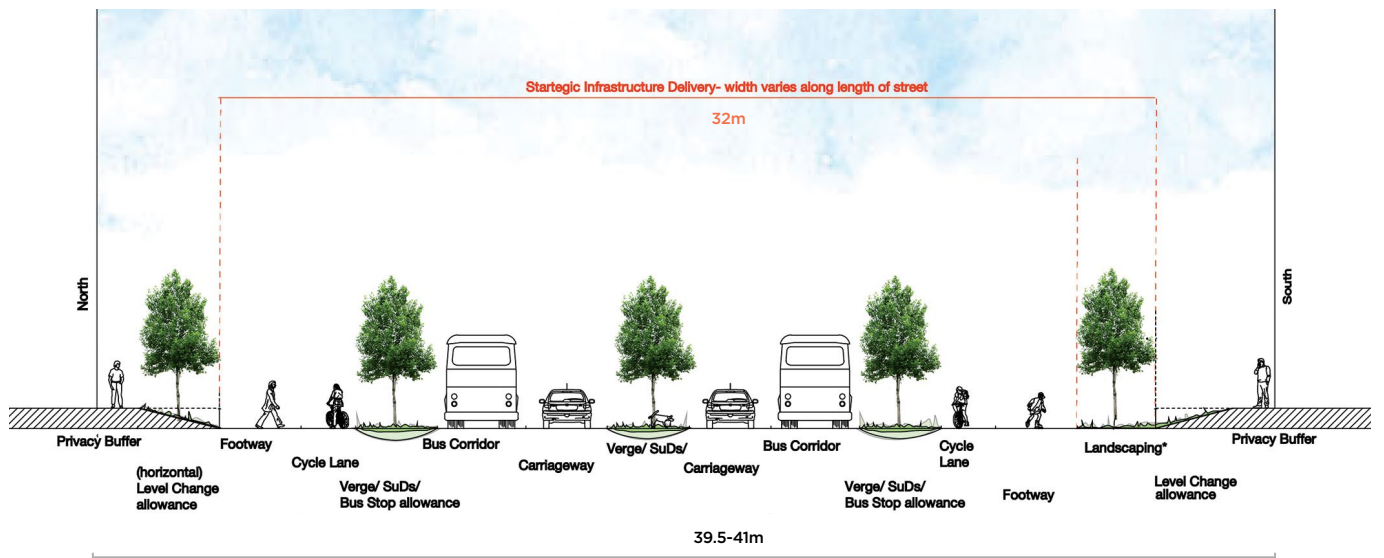 Startegic Infrastructure Delivery- width varies along length of street
32m
North
South
Privacy Buffer
(horizontal)
Level Change
allowance
Footway
Cycle Lane
Verge/ SuDs/
Bus Stop allowance
Bus Corridor
Carriageway
Verge/ SuDs/
Carriageway
Bus Corridor
Verge/ SuDs/
Bus Stop allowance
Cycle
Lane
Footway
Landscaping*
Level Change
allowance
Privacy Buffer
39.5-41m